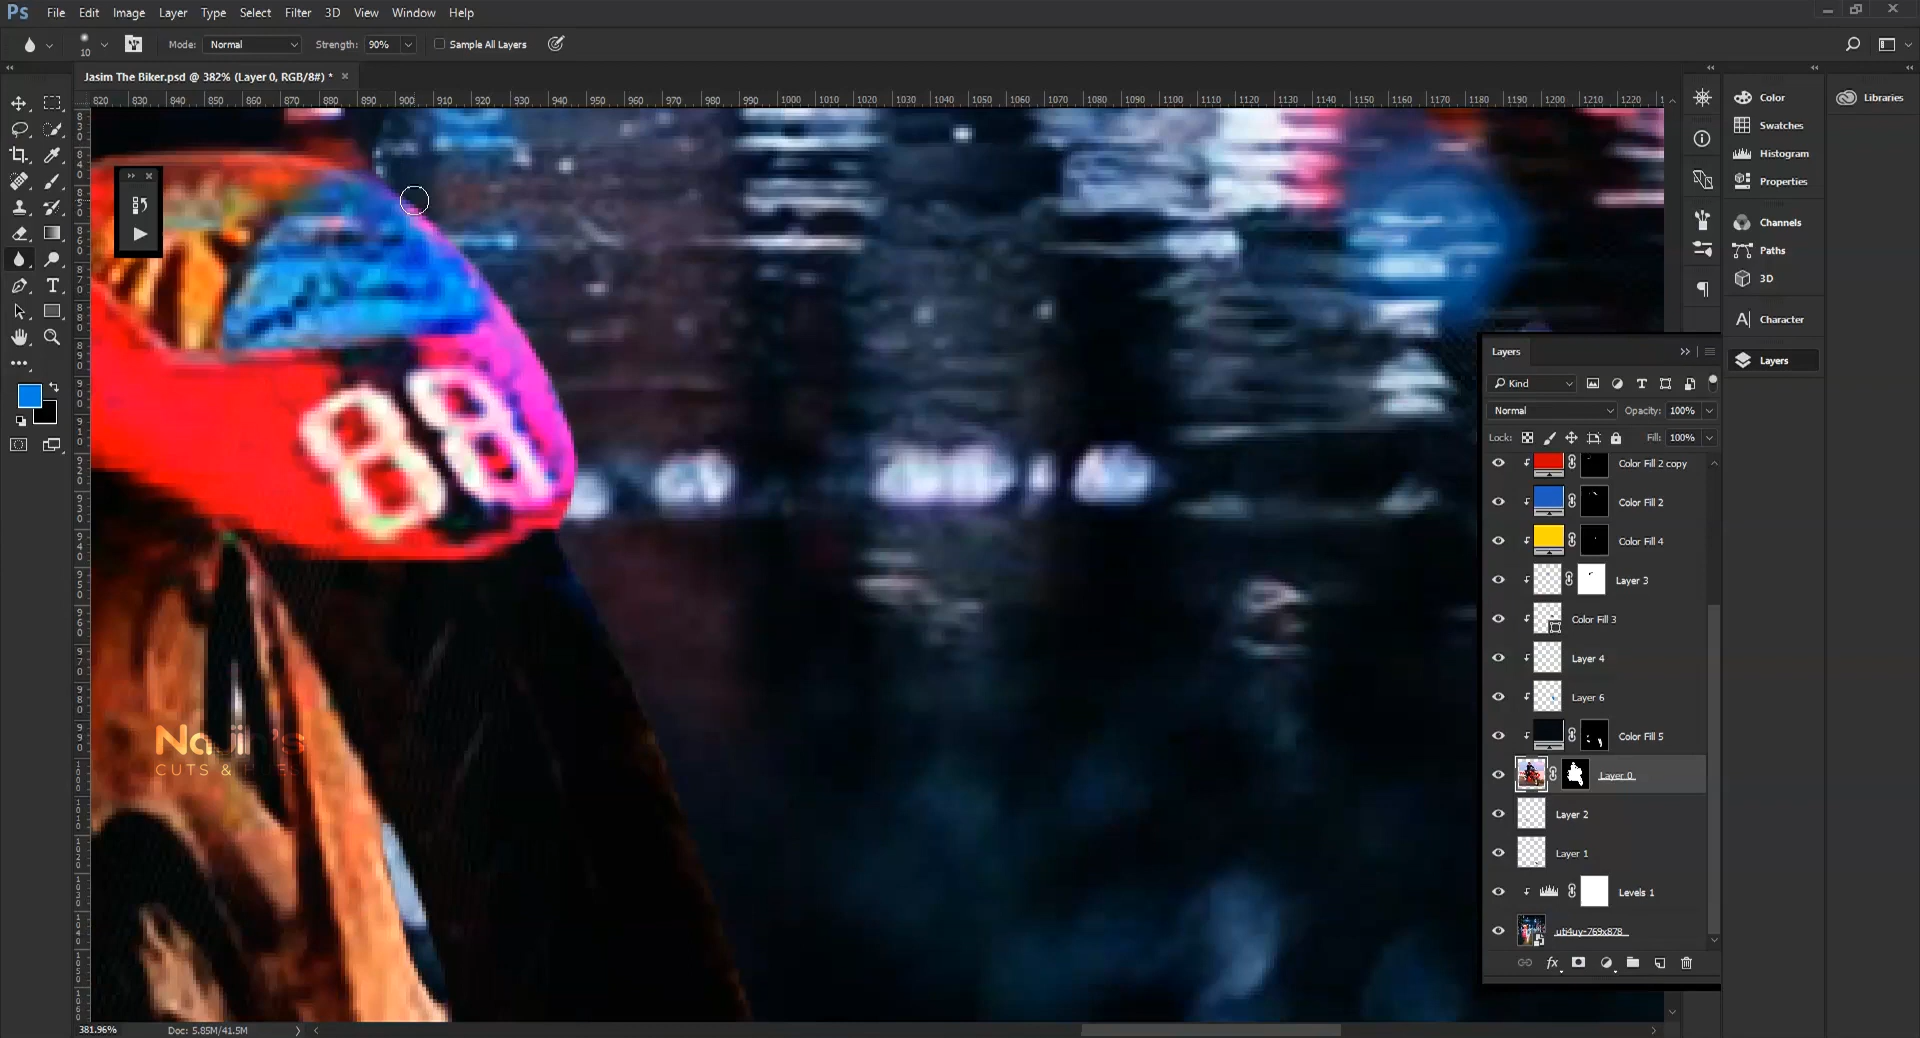 Ps File Edit Image Layer Type Select Filter 3D View Window Help
10 Mode: Normal Strength: 90% Sample All Layers
Jasim The Biker.psd @ 382% (Layer 0, RGB/8#) * ×
820 830 840 850 860 870 880 890 900 910 920 930 940 950 960 970 980 990 1000 1010 1020 1030 1040 1050 1060 1070 1080 1090 1100 1110 1120 1130 1140 1150 1160 1170 1180 1190 1200 1210 1220
Color
Libraries
Swatches
Histogram
Properties
Channels
Paths
3D
Character
Layers
88
Layers
Kind
Normal Opacity: 100%
Lock: Fill: 100%
Color Fill 2 copy
Color Fill 2
Color Fill 4
Layer 3
Color Fill 3
Layer 4
Layer 6
Color Fill 5
Layer 0
Layer 2
Layer 1
Levels 1
ub4uy-769x878
fx
CUTS &
381.96% Doc: 5.85M/41.5M